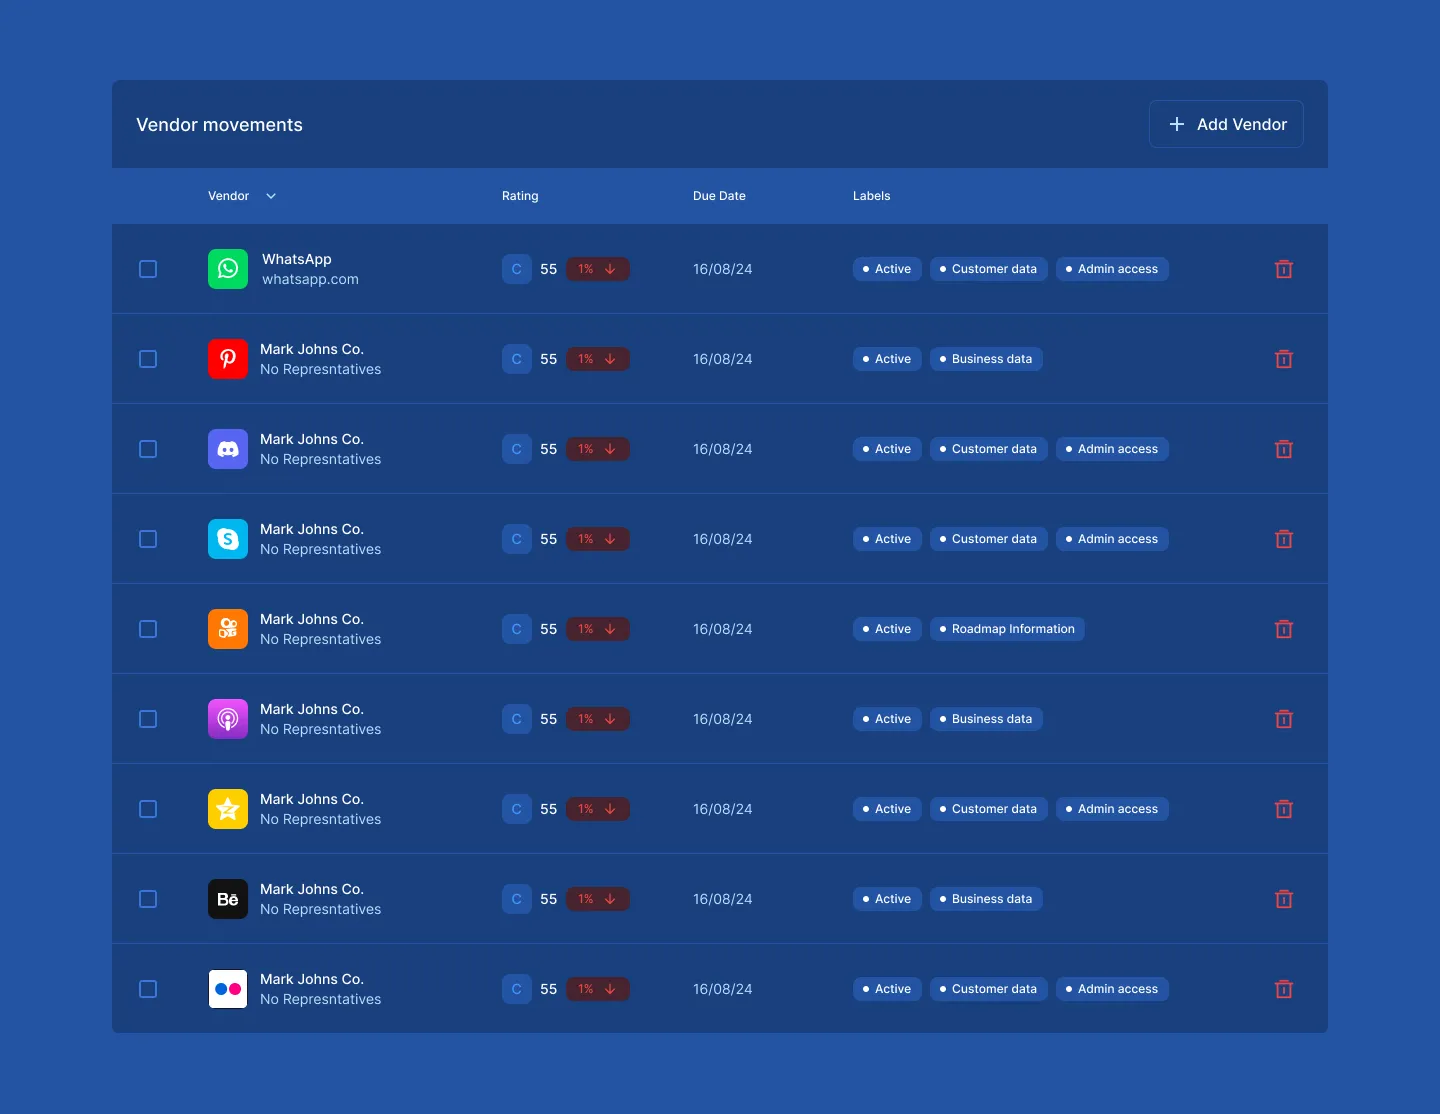 Vendor movements
Add Vendor
Vendor Rating Due Date Labels
WhatsApp
whatsapp.com
C 55 1% 16/08/24 Active Customer data Admin access
Mark Johns Co.
No Represntatives
C 55 1% 16/08/24 Active Business data
Mark Johns Co.
No Represntatives
C 55 1% 16/08/24 Active Customer data Admin access
Mark Johns Co.
No Represntatives
C 55 1% 16/08/24 Active Customer data Admin access
Mark Johns Co.
No Represntatives
C 55 1% 16/08/24 Active Roadmap Information
Mark Johns Co.
No Represntatives
C 55 1% 16/08/24 Active Business data
Mark Johns Co.
No Represntatives
C 55 1% 16/08/24 Active Customer data Admin access
Bē
Mark Johns Co.
No Represntatives
C 55 1% 16/08/24 Active Business data
Mark Johns Co.
No Represntatives
C 55 1% 16/08/24 Active Customer data Admin access